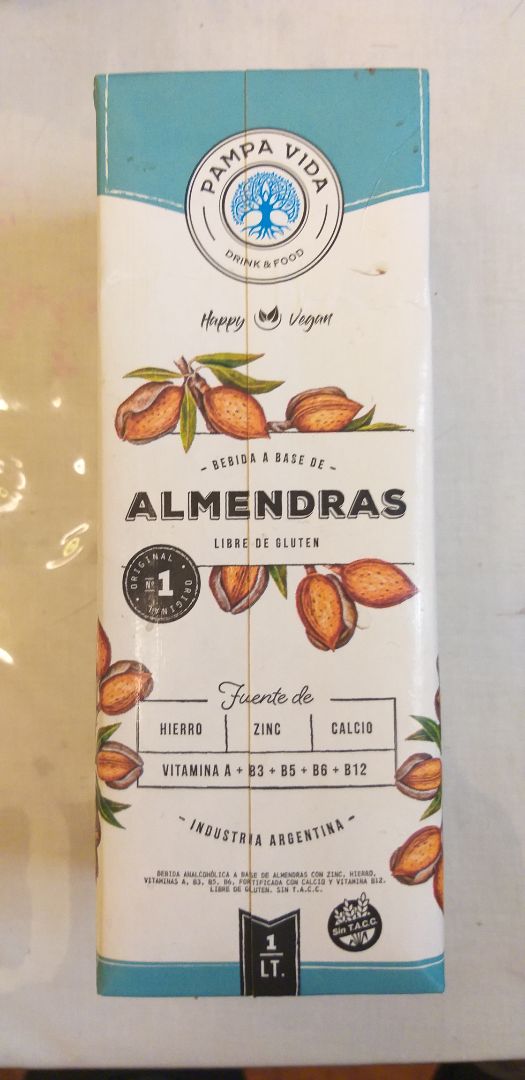 PAMPA VIDA
DRINK & FOOD
Happy Vegan
- BEBIDA A BASE DE -
ALMENDRAS
LIBRE DE GLUTEN
ORIGINAL • ORIGINAL •
Nº 1
Fuente de
HIERRO ZINC CALCIO
VITAMINA A + B3 + B5 + B6 + B12
- INDUSTRIA ARGENTINA -
BEBIDA ANALCOHÓLICA A BASE DE ALMENDRAS CON ZINC, HIERRO,
VITAMINAS A, B3, B5, B6, FORTIFICADA CON CALCIO Y VITAMINA B12.
LIBRE DE GLUTEN. SIN T.A.C.C.
Sin T.A.C.C.
1
LT.